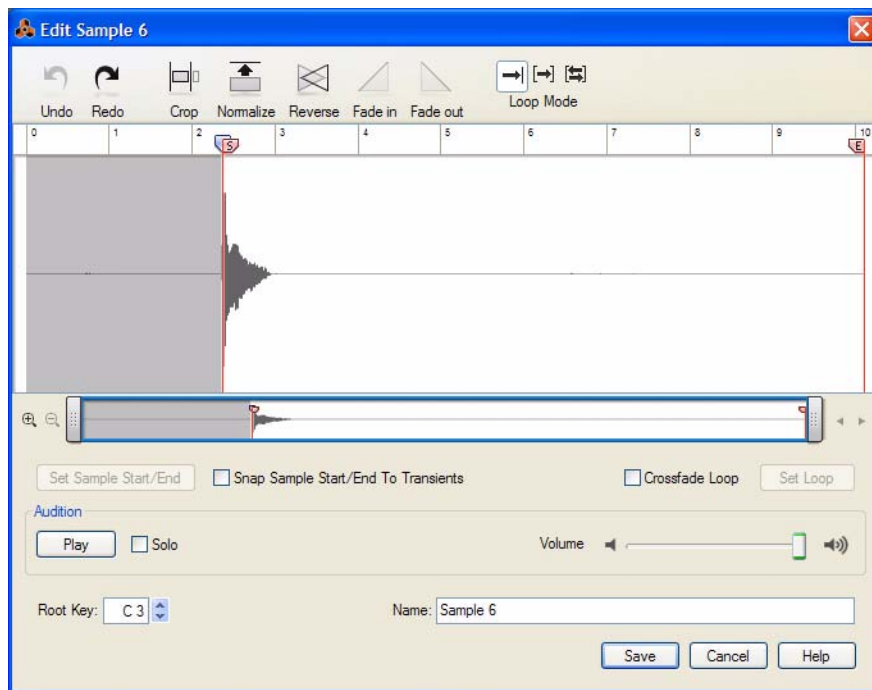 Edit Sample 6
Undo Redo Crop Normalize Reverse Fade in Fade out Loop Mode
0 1 2 3 4 5 6 7 8 9 10
S E
Set Sample Start/End Snap Sample Start/End To Transients Crossfade Loop Set Loop
Audition
Play Solo Volume
Root Key: C 3 Name: Sample 6
Save Cancel Help